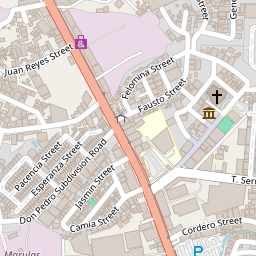 Juan Reyes Street
Felomina Street
Fausto Street
Pacencia Street
Esperanza Street
Don Pedro Subdivision Road
Jasmin Street
Camia Street
T. Ser
Cordero Street
Marulas
P
Gen